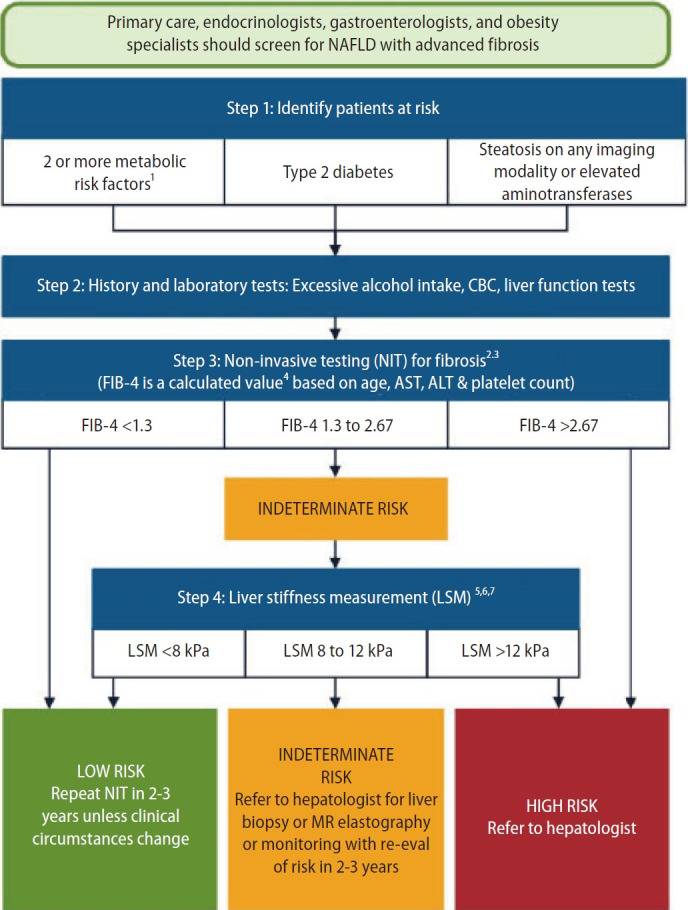 Primary care, endocrinologists, gastroenterologists, and obesity
specialists should screen for NAFLD with advanced fibrosis
Step 1: Identify patients at risk
2 or more metabolic
risk factors1
Type 2 diabetes
Steatosis on any imaging
modality or elevated
aminotransferases
Step 2: History and laboratory tests: Excessive alcohol intake, CBC, liver function tests
Step 3: Non-invasive testing (NIT) for fibrosis2.3
(FIB-4 is a calculated value4 based on age, AST, ALT & platelet count)
FIB-4 <1.3
FIB-4 1.3 to 2.67
FIB-4 >2.67
INDETERMINATE RISK
Step 4: Liver stiffness measurement (LSM) 5,6,7
LSM <8 kPa
LSM 8 to 12 kPa
LSM >12 kPa
LOW RISK
Repeat NIT in 2-3
years unless clinical
circumstances change
INDETERMINATE
RISK
Refer to hepatologist for liver
biopsy or MR elastography
or monitoring with re-eval
of risk in 2-3 years
HIGH RISK
Refer to hepatologist